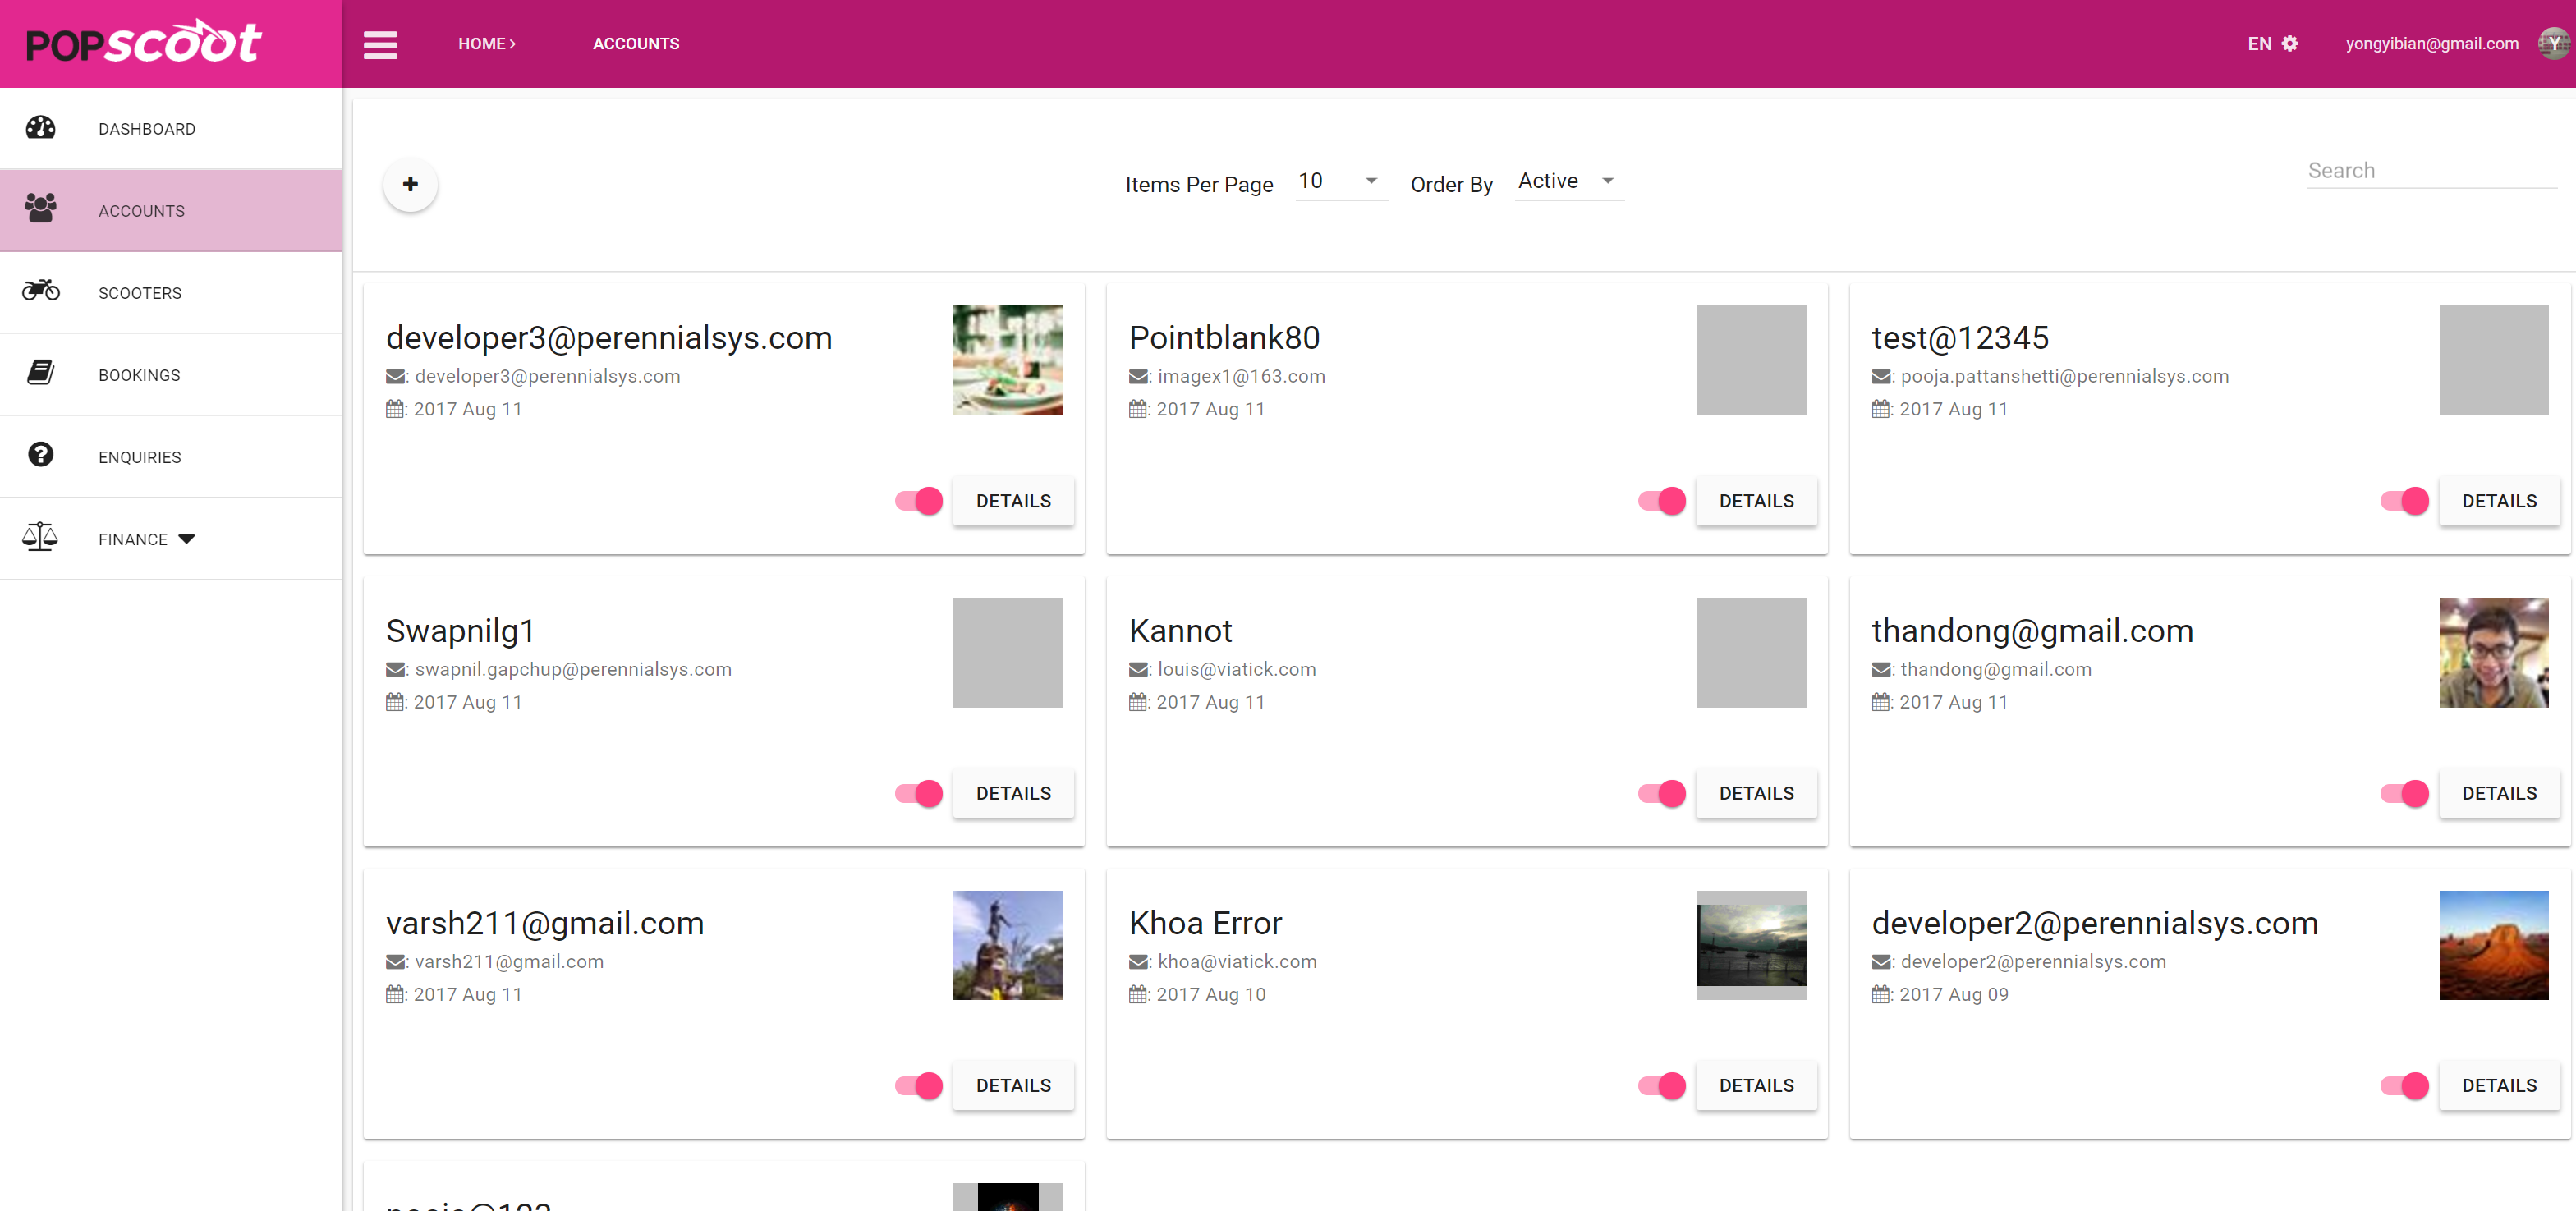 POPscoot
HOME >
ACCOUNTS
EN
yongyibian@gmail.com
Y
DASHBOARD
ACCOUNTS
SCOOTERS
BOOKINGS
ENQUIRIES
FINANCE
+
Items Per Page
10
Order By
Active
Search
developer3@perennialsys.com
: developer3@perennialsys.com
: 2017 Aug 11
DETAILS
Pointblank80
: imagex1@163.com
: 2017 Aug 11
DETAILS
test@12345
: pooja.pattanshetti@perennialsys.com
: 2017 Aug 11
DETAILS
Swapnilg1
: swapnil.gapchup@perennialsys.com
: 2017 Aug 11
DETAILS
Kannot
: louis@viatick.com
: 2017 Aug 11
DETAILS
thandong@gmail.com
: thandong@gmail.com
: 2017 Aug 11
DETAILS
varsh211@gmail.com
: varsh211@gmail.com
: 2017 Aug 11
DETAILS
Khoa Error
: khoa@viatick.com
: 2017 Aug 10
DETAILS
developer2@perennialsys.com
: developer2@perennialsys.com
: 2017 Aug 09
DETAILS